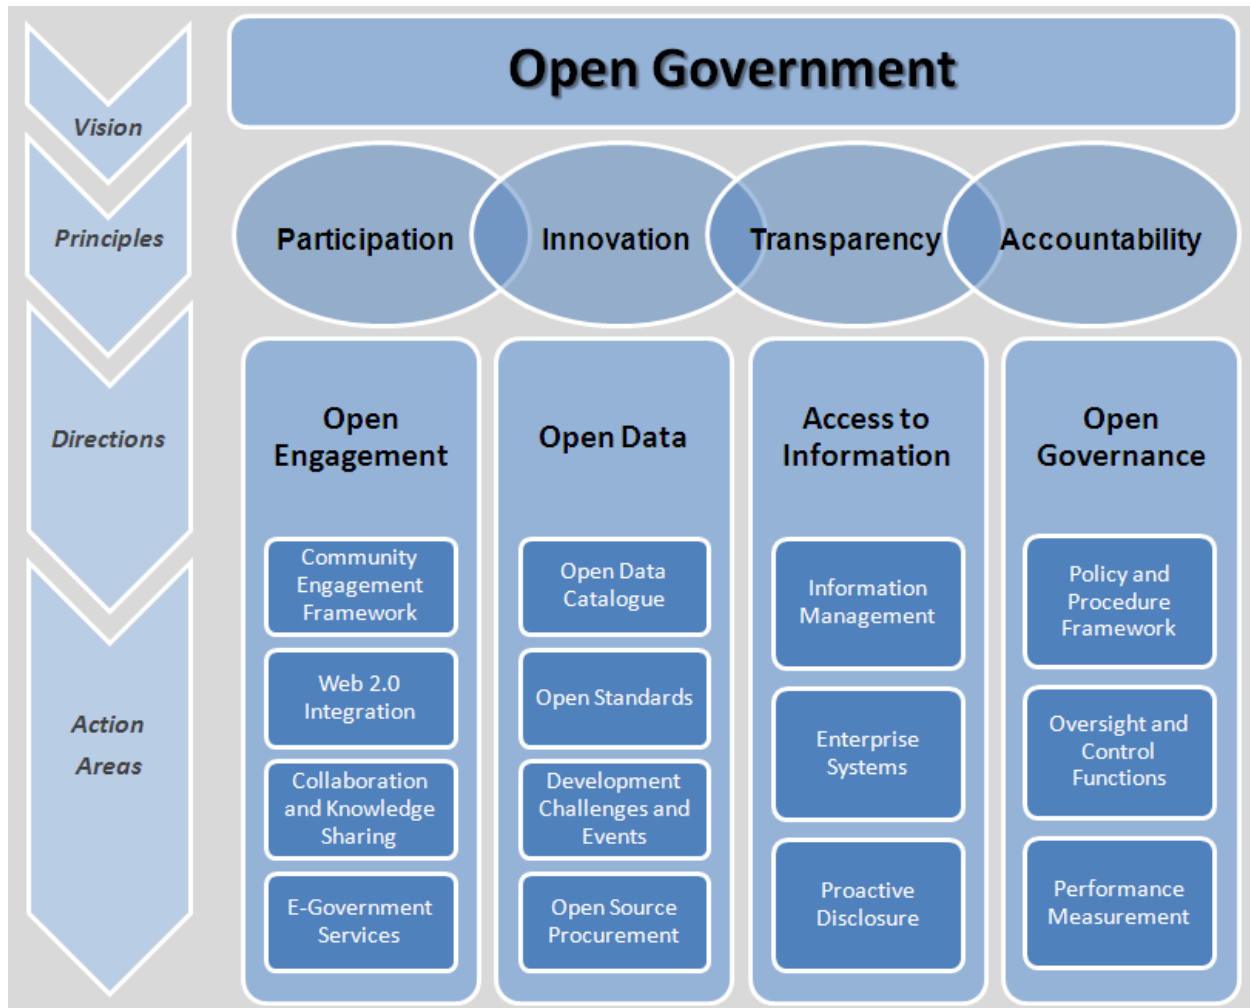 Open Government
Vision
Principles
Participation
Innovation
Transparency
Accountability
Directions
Open
Engagement
Open Data
Access to
Information
Open
Governance
Action
Areas
Community
Engagement
Framework
Web 2.0
Integration
Collaboration
and Knowledge
Sharing
E-Government
Services
Open Data
Catalogue
Open Standards
Development
Challenges and
Events
Open Source
Procurement
Information
Management
Enterprise
Systems
Proactive
Disclosure
Policy and
Procedure
Framework
Oversight and
Control
Functions
Performance
Measurement